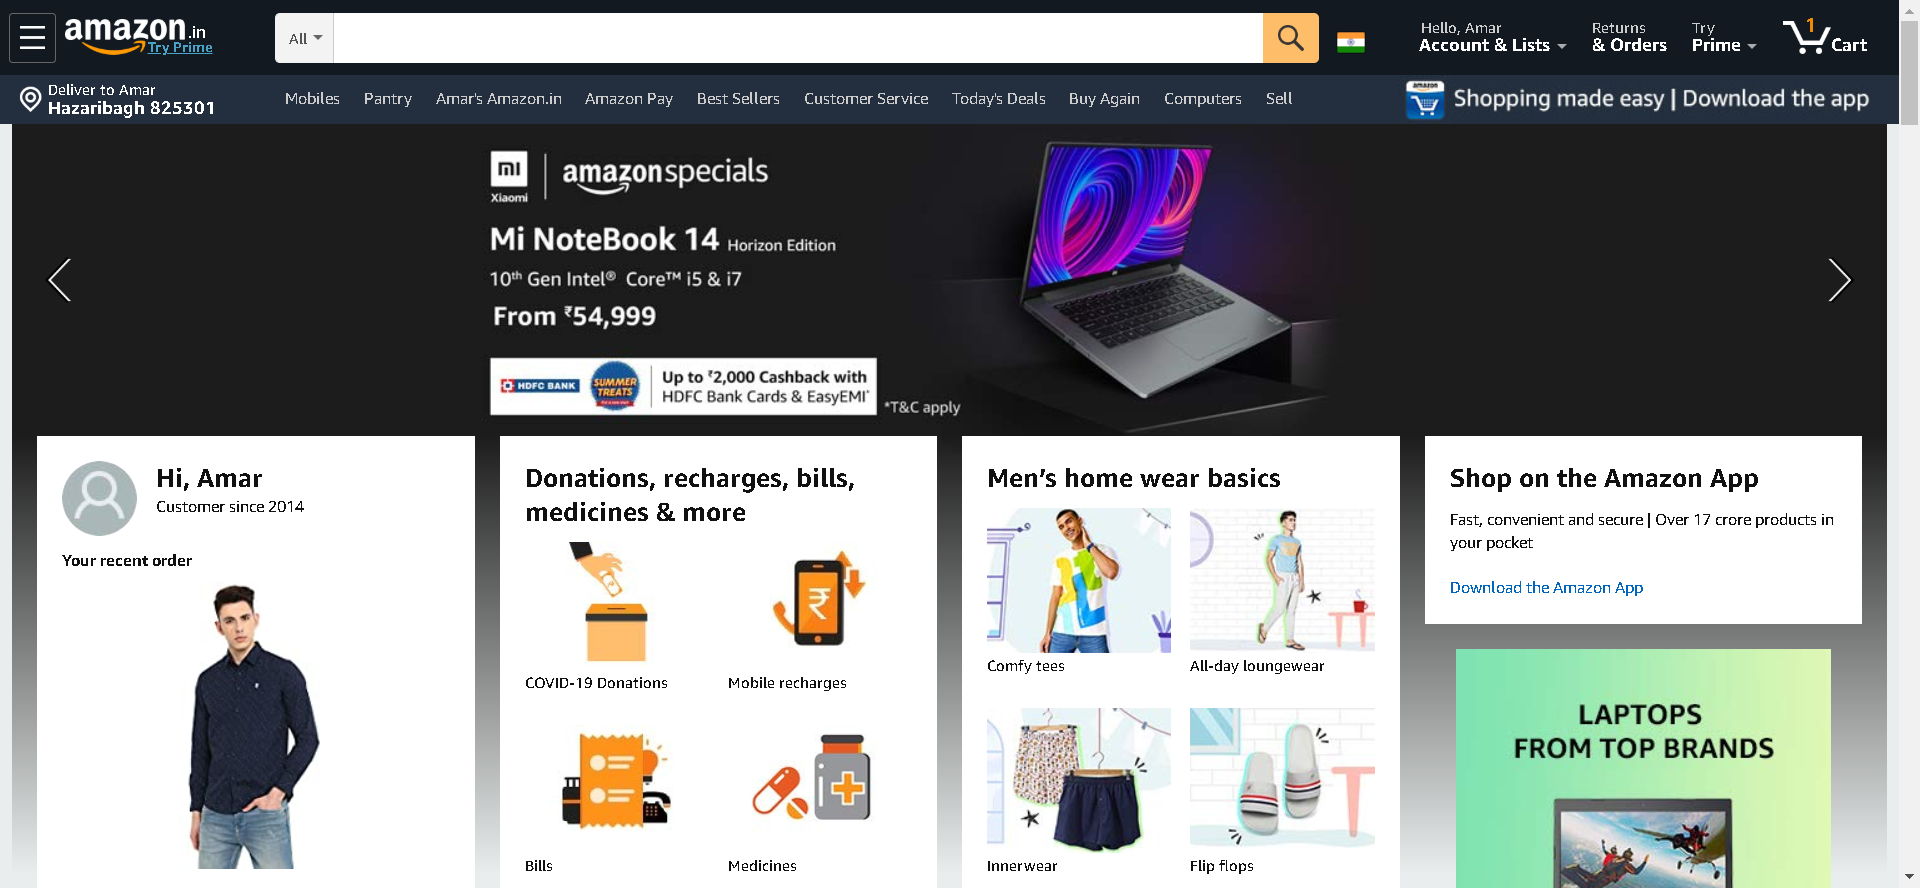 amazon.in
Try Prime
All
Hello, Amar
Account & Lists
Returns
& Orders
Try
Prime
1
Cart
Deliver to Amar
Hazaribagh 825301
Mobiles
Pantry
Amar's Amazon.in
Amazon Pay
Best Sellers
Customer Service
Today's Deals
Buy Again
Computers
Sell
amazon
Shopping made easy | Download the app
mi
Xiaomi
amazonspecials
Mi NoteBook 14 Horizon Edition
10th Gen Intel® Core™ i5 & i7
From ₹54,999
HDFC BANK
SUMMER
TREATS
Up to ₹2,000 Cashback with
HDFC Bank Cards & EasyEMI*
*T&C apply
Hi, Amar
Customer since 2014
Your recent order
Donations, recharges, bills,
medicines & more
COVID-19 Donations
Mobile recharges
Bills
Medicines
Men's home wear basics
Comfy tees
All-day loungewear
Innerwear
Flip flops
Shop on the Amazon App
Fast, convenient and secure | Over 17 crore products in
your pocket
Download the Amazon App
LAPTOPS
FROM TOP BRANDS